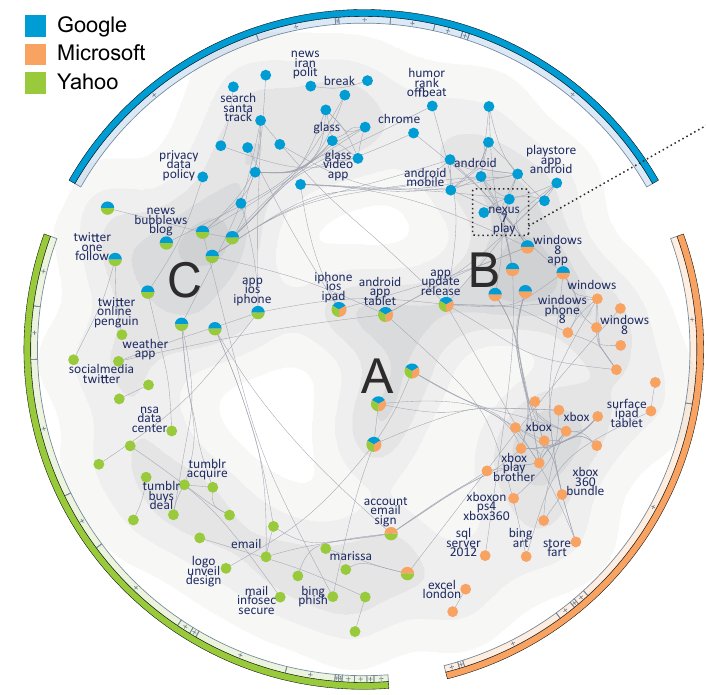 Google
Microsoft
Yahoo
news
iran
polit
break
humor
rank
offbeat
search
santa
track
glass
chrome
glass
video
app
privacy
data
policy
android
mobile
android
playstore
app
android
nexus
play
news
bubblews
blog
twitter
one
follow
C
B
windows
8
app
app
ios
iphone
iphone
ios
ipad
android
app
tablet
app
update
release
windows
windows
phone
8
windows
8
twitter
online
penguin
weather
app
socialmedia
twitter
A
nsa
data
center
surface
ipad
tablet
xbox
xbox
xbox
play
brother
xbox
360
bundle
tumblr
acquire
tumblr
buys
deal
xboxon
ps4
xbox360
account
email
sign
sql
server
2012
bing
art
store
fart
email
marissa
logo
unveil
design
mail
infosec
secure
bing
phish
excel
london